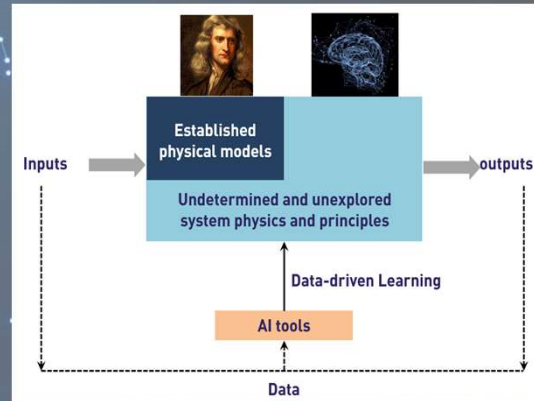 Established
physical models
Inputs
outputs
Undetermined and unexplored
system physics and principles
Data-driven Learning
AI tools
Data